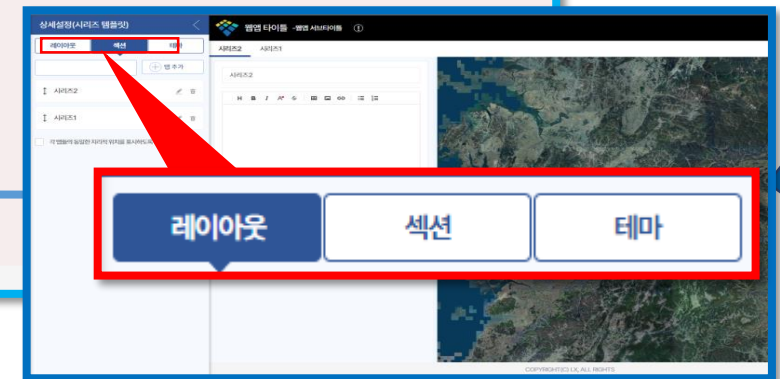 상세설정(시리즈 템플릿)
웹앱 타이틀 -웹앱 서브타이틀
레이아웃 섹션 테마
시리즈2 시리즈1
맵 추가
시리즈2
시리즈2
H B I
시리즈1
레이아웃 섹션 테마
COPYRIGHT(C) LX, ALL RIGHTS